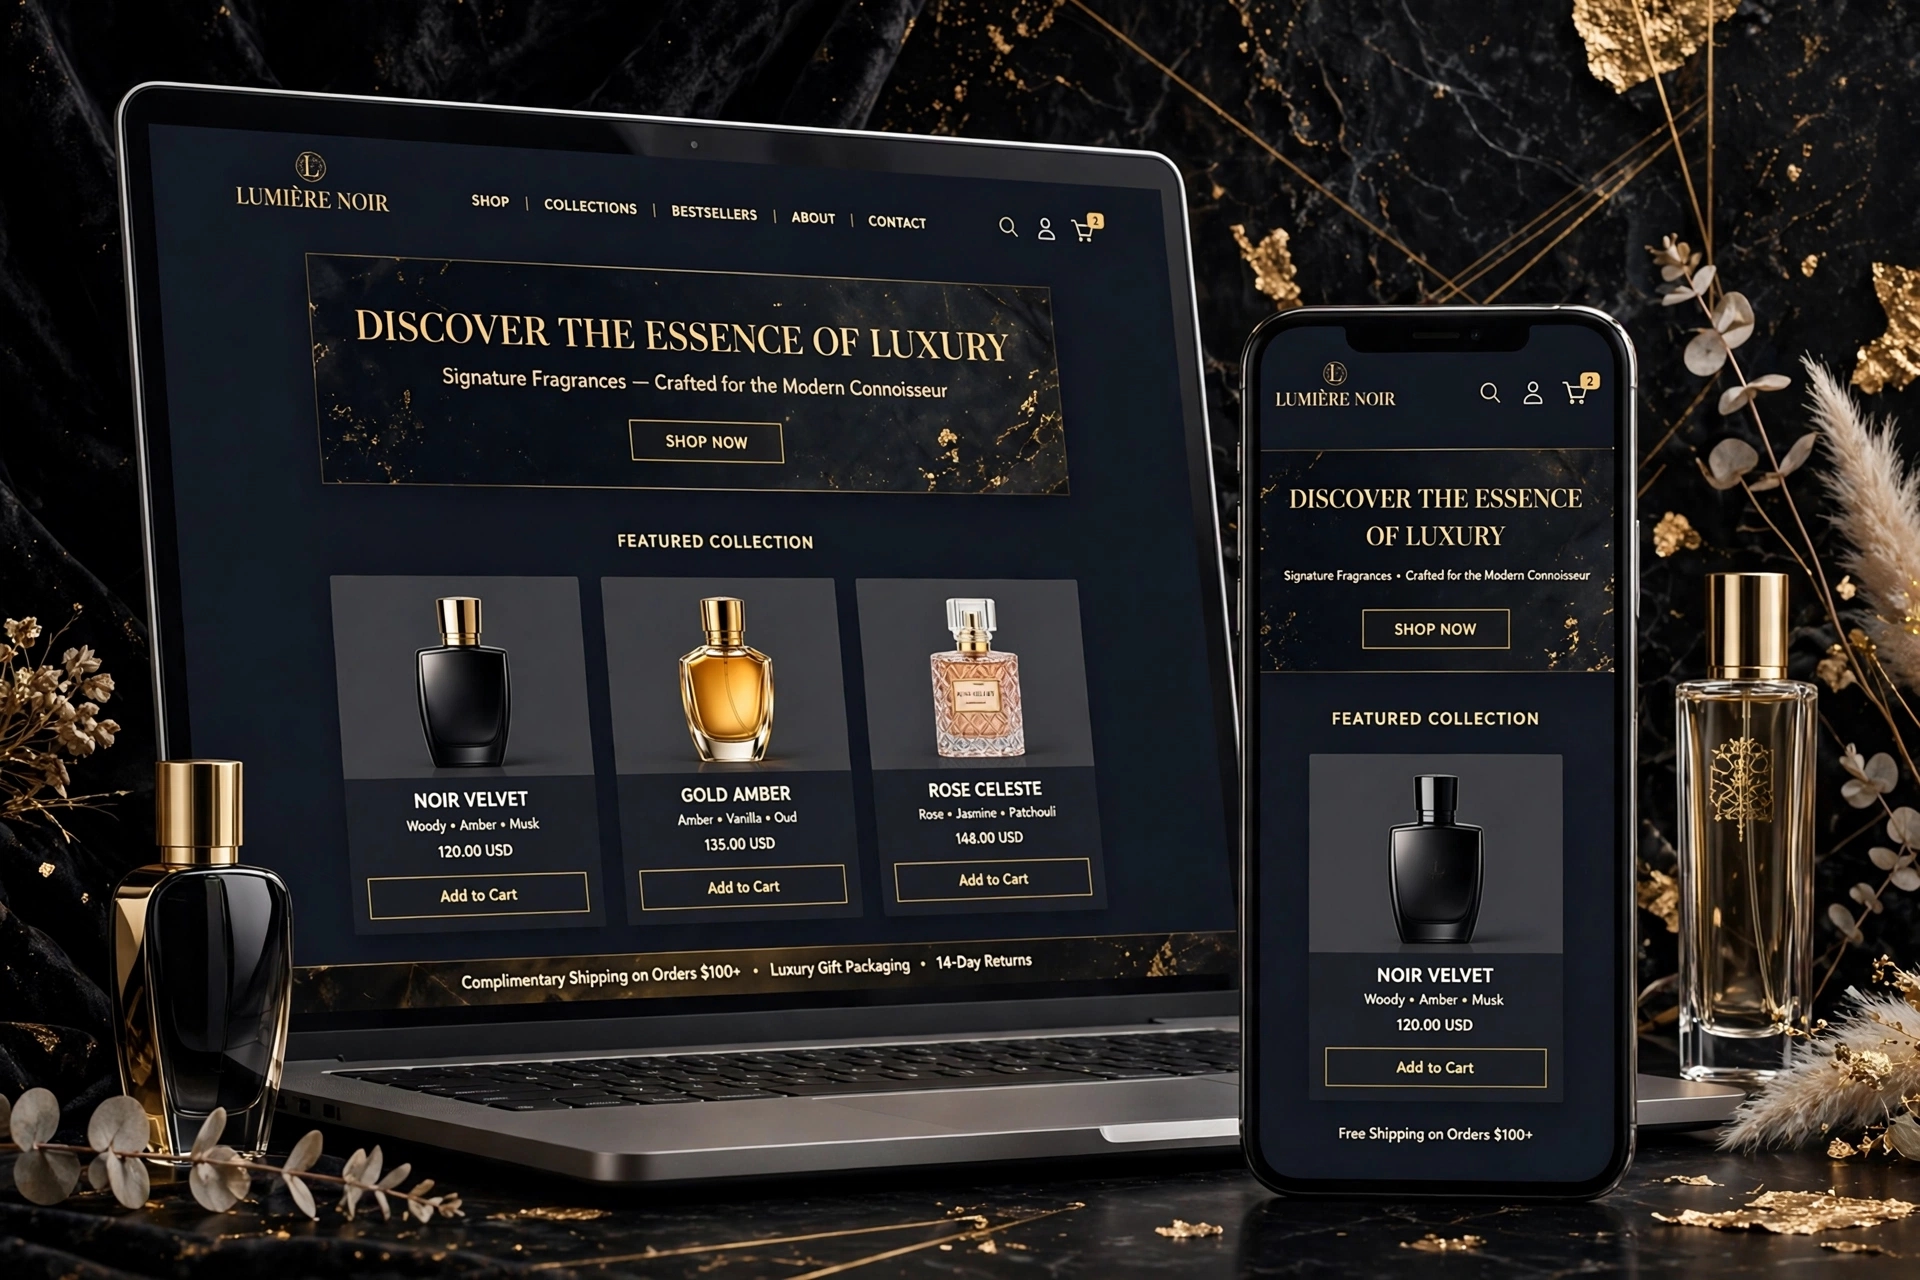 L
LUMIÈRE NOIR
SHOP | COLLECTIONS | BESTSELLERS | ABOUT | CONTACT
2
DISCOVER THE ESSENCE OF LUXURY
Signature Fragrances — Crafted for the Modern Connoisseur
SHOP NOW
FEATURED COLLECTION
NOIR VELVET
Woody • Amber • Musk
120.00 USD
Add to Cart
GOLD AMBER
Amber • Vanilla • Oud
135.00 USD
Add to Cart
ROSE CELESTE
Rose • Jasmine • Patchouli
148.00 USD
Add to Cart
Complimentary Shipping on Orders $100+ • Luxury Gift Packaging • 14-Day Returns
L
LUMIÈRE NOIR
2
DISCOVER THE ESSENCE
OF LUXURY
Signature Fragrances • Crafted for the Modern Connoisseur
SHOP NOW
FEATURED COLLECTION
NOIR VELVET
Woody • Amber • Musk
120.00 USD
Add to Cart
Free Shipping on Orders $100+